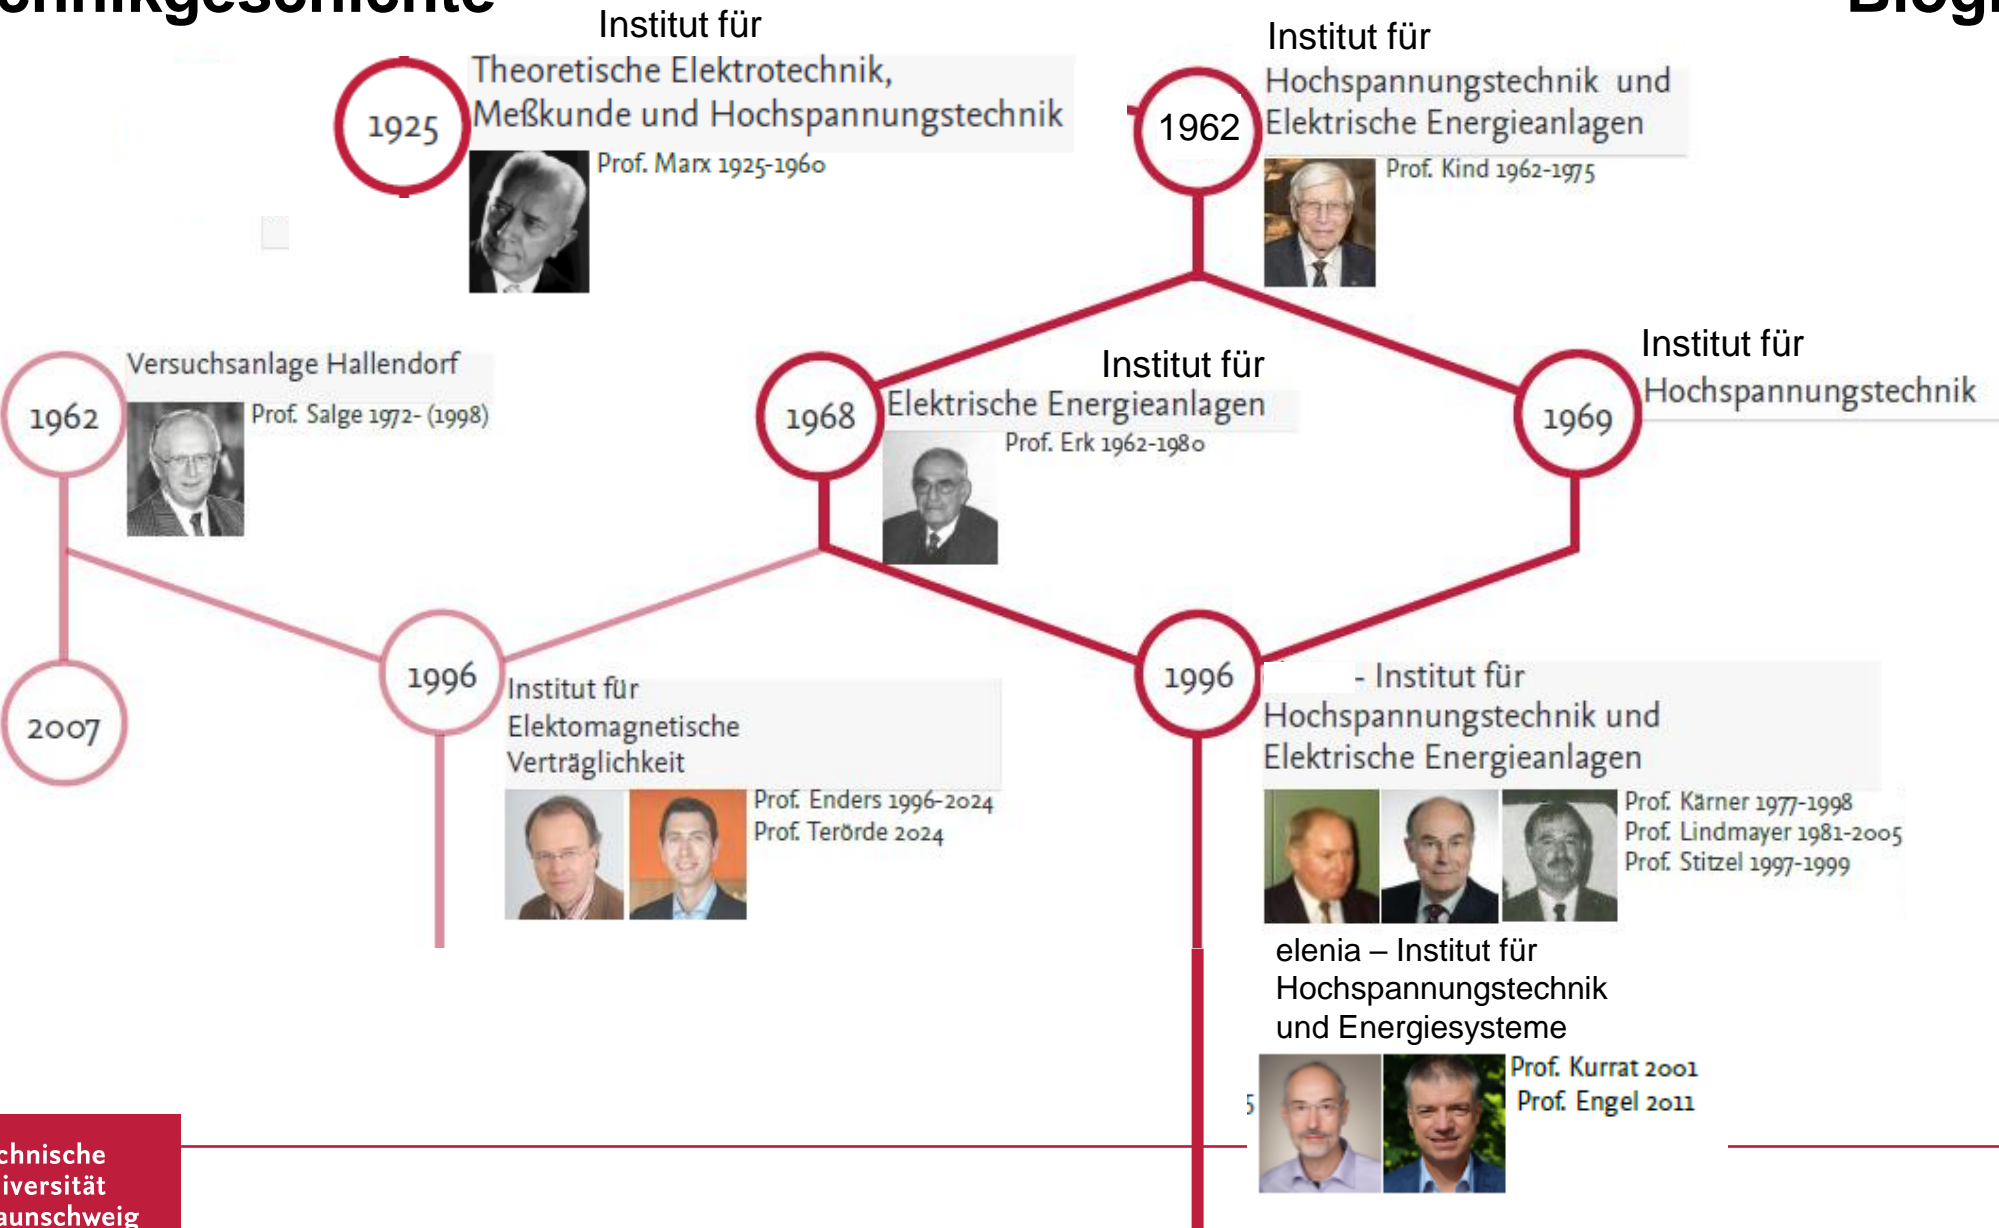 Institut für
Theoretische Elektrotechnik,
Meßkunde und Hochspannungstechnik
1925
Prof. Marx 1925-1960
Institut für
Hochspannungstechnik und
Elektrische Energieanlagen
1962
Prof. Kind 1962-1975
Versuchsanlage Hallendorf
1962
Prof. Salge 1972- (1998)
Institut für
Elektrische Energieanlagen
1968
Prof. Erk 1962-1980
Institut für
Hochspannungstechnik
1969
2007
1996
Institut für
Elektomagnetische
Verträglichkeit
Prof. Enders 1996-2024
Prof. Terörde 2024
1996
- Institut für
Hochspannungstechnik und
Elektrische Energieanlagen
Prof. Kärner 1977-1998
Prof. Lindmayer 1981-2005
Prof. Stitzel 1997-1999
elenia – Institut für
Hochspannungstechnik
und Energiesysteme
Prof. Kurrat 2001
Prof. Engel 2011
5
chnische
iversität
aunschweig